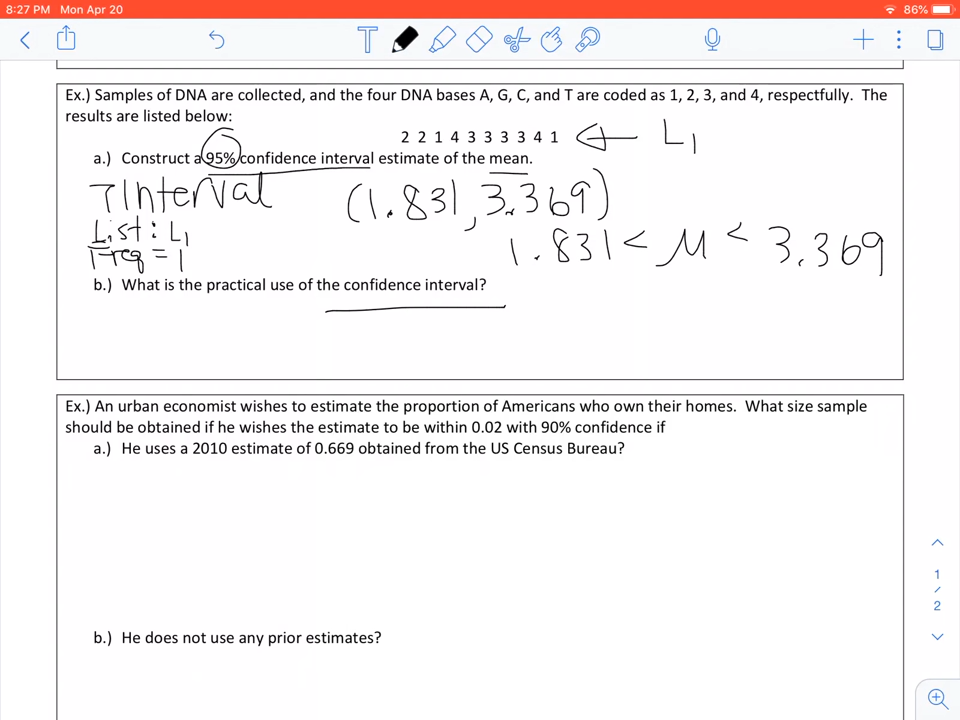 8:27 PM Mon Apr 20 86%
Ex.) Samples of DNA are collected, and the four DNA bases A, G, C, and T are coded as 1, 2, 3, and 4, respectfully. The
results are listed below:
2 2 1 4 3 3 3 3 4 1 L1
a.) Construct a 95% confidence interval estimate of the mean.
TInterval (1.831, 3.369)
List: L1
Freq = 1 1.831 < μ < 3.369
b.) What is the practical use of the confidence interval?
Ex.) An urban economist wishes to estimate the proportion of Americans who own their homes. What size sample
should be obtained if he wishes the estimate to be within 0.02 with 90% confidence if
a.) He uses a 2010 estimate of 0.669 obtained from the US Census Bureau?
1
/
2
b.) He does not use any prior estimates?